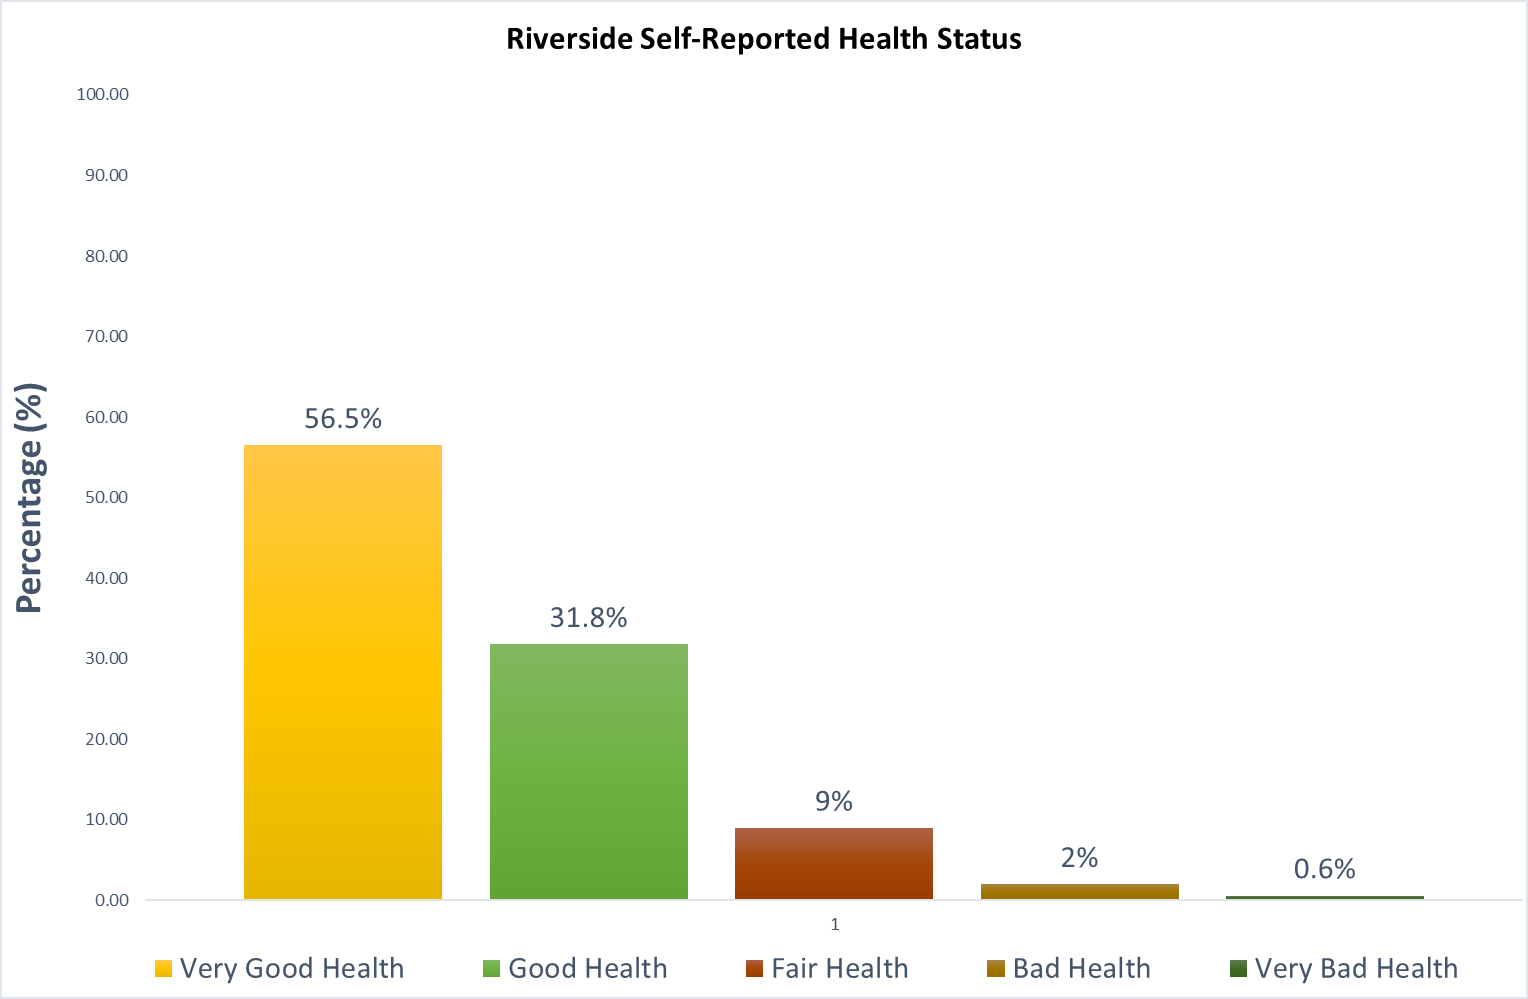 Riverside Self-Reported Health Status
Percentage (%)
100.00
90.00
80.00
70.00
60.00
50.00
40.00
30.00
20.00
10.00
0.00
56.5%
31.8%
9%
2%
0.6%
1
Very Good Health
Good Health
Fair Health
Bad Health
Very Bad Health